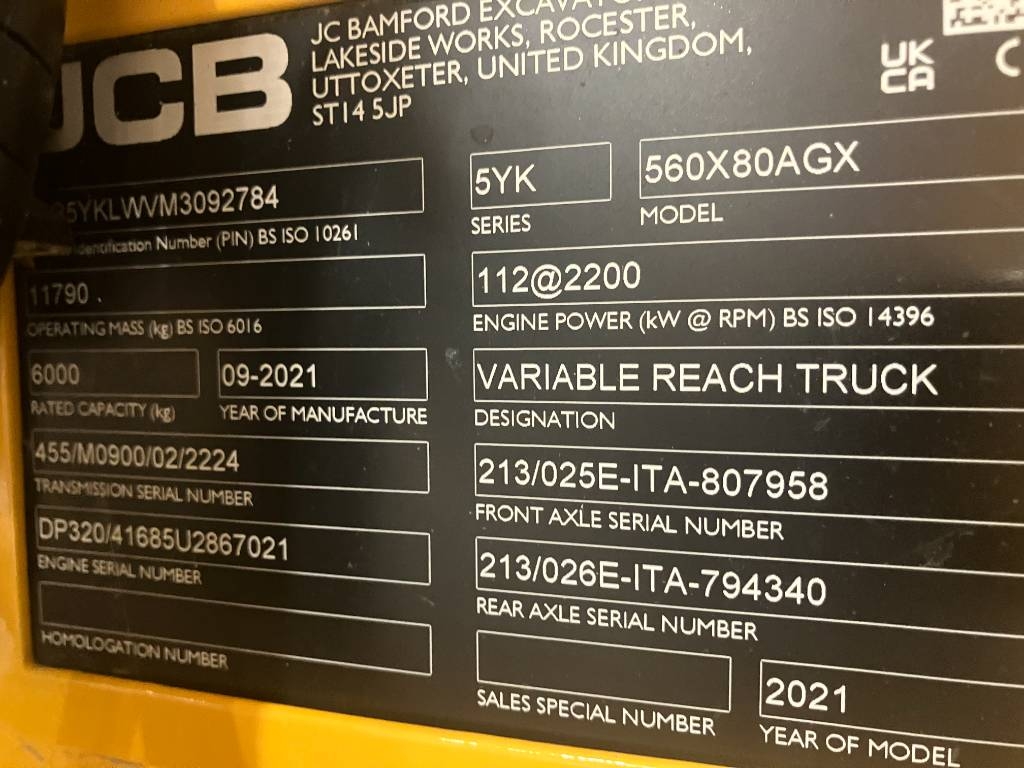 JCB
JC BAMFORD
LAKESIDE WORKS, ROCESTER,
UTTOXETER, UNITED KINGDOM,
ST14 5JP
UK
CA
5YKLWVM3092784
Number (PIN) BS ISO 10261
5YK
SERIES
560X80AGX
MODEL
11790 .
OPERATING MASS (kg) BS ISO 6016
112@2200
ENGINE POWER (kW @ RPM) BS ISO 14396
6000
RATED CAPACITY (kg)
09-2021
YEAR OF MANUFACTURE
VARIABLE REACH TRUCK
DESIGNATION
455/M0900/02/2224
TRANSMISSION SERIAL NUMBER
213/025E-ITA-807958
FRONT AXLE SERIAL NUMBER
DP320/41685U2867021
ENGINE SERIAL NUMBER
213/026E-ITA-794340
REAR AXLE SERIAL NUMBER
HOMOLOGATION NUMBER
SALES SPECIAL NUMBER
2021
YEAR OF MODEL